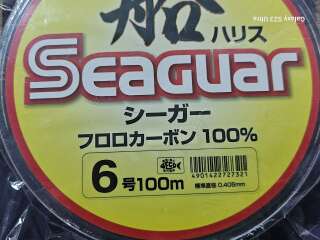 船 ハリス
Galaxy S23 Ultra
Seaguar
シーガー
フロロカーボン 100%
6号100m
4901422727321
標準直径 0.405mm